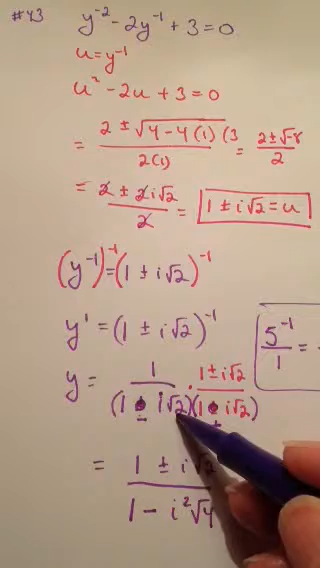 #43 y⁻² - 2y⁻¹ + 3 = 0
u = y⁻¹
u² - 2u + 3 = 0
= (2 ± √(4 - 4(1)(3)/2(1) = (2 ± √-8)/2
= (2 ± 2i√2)/2 = 1 ± i√2 = u
(y⁻¹)⁻¹ = (1 ± i√2)⁻¹
y¹ = (1 ± i√2)⁻¹
5⁻¹/1 =
y = 1/(1 ± i√2) · (1 ± i√2)/(1 ± i√2)
= (1 ± i√2)/(1 - i²√4)